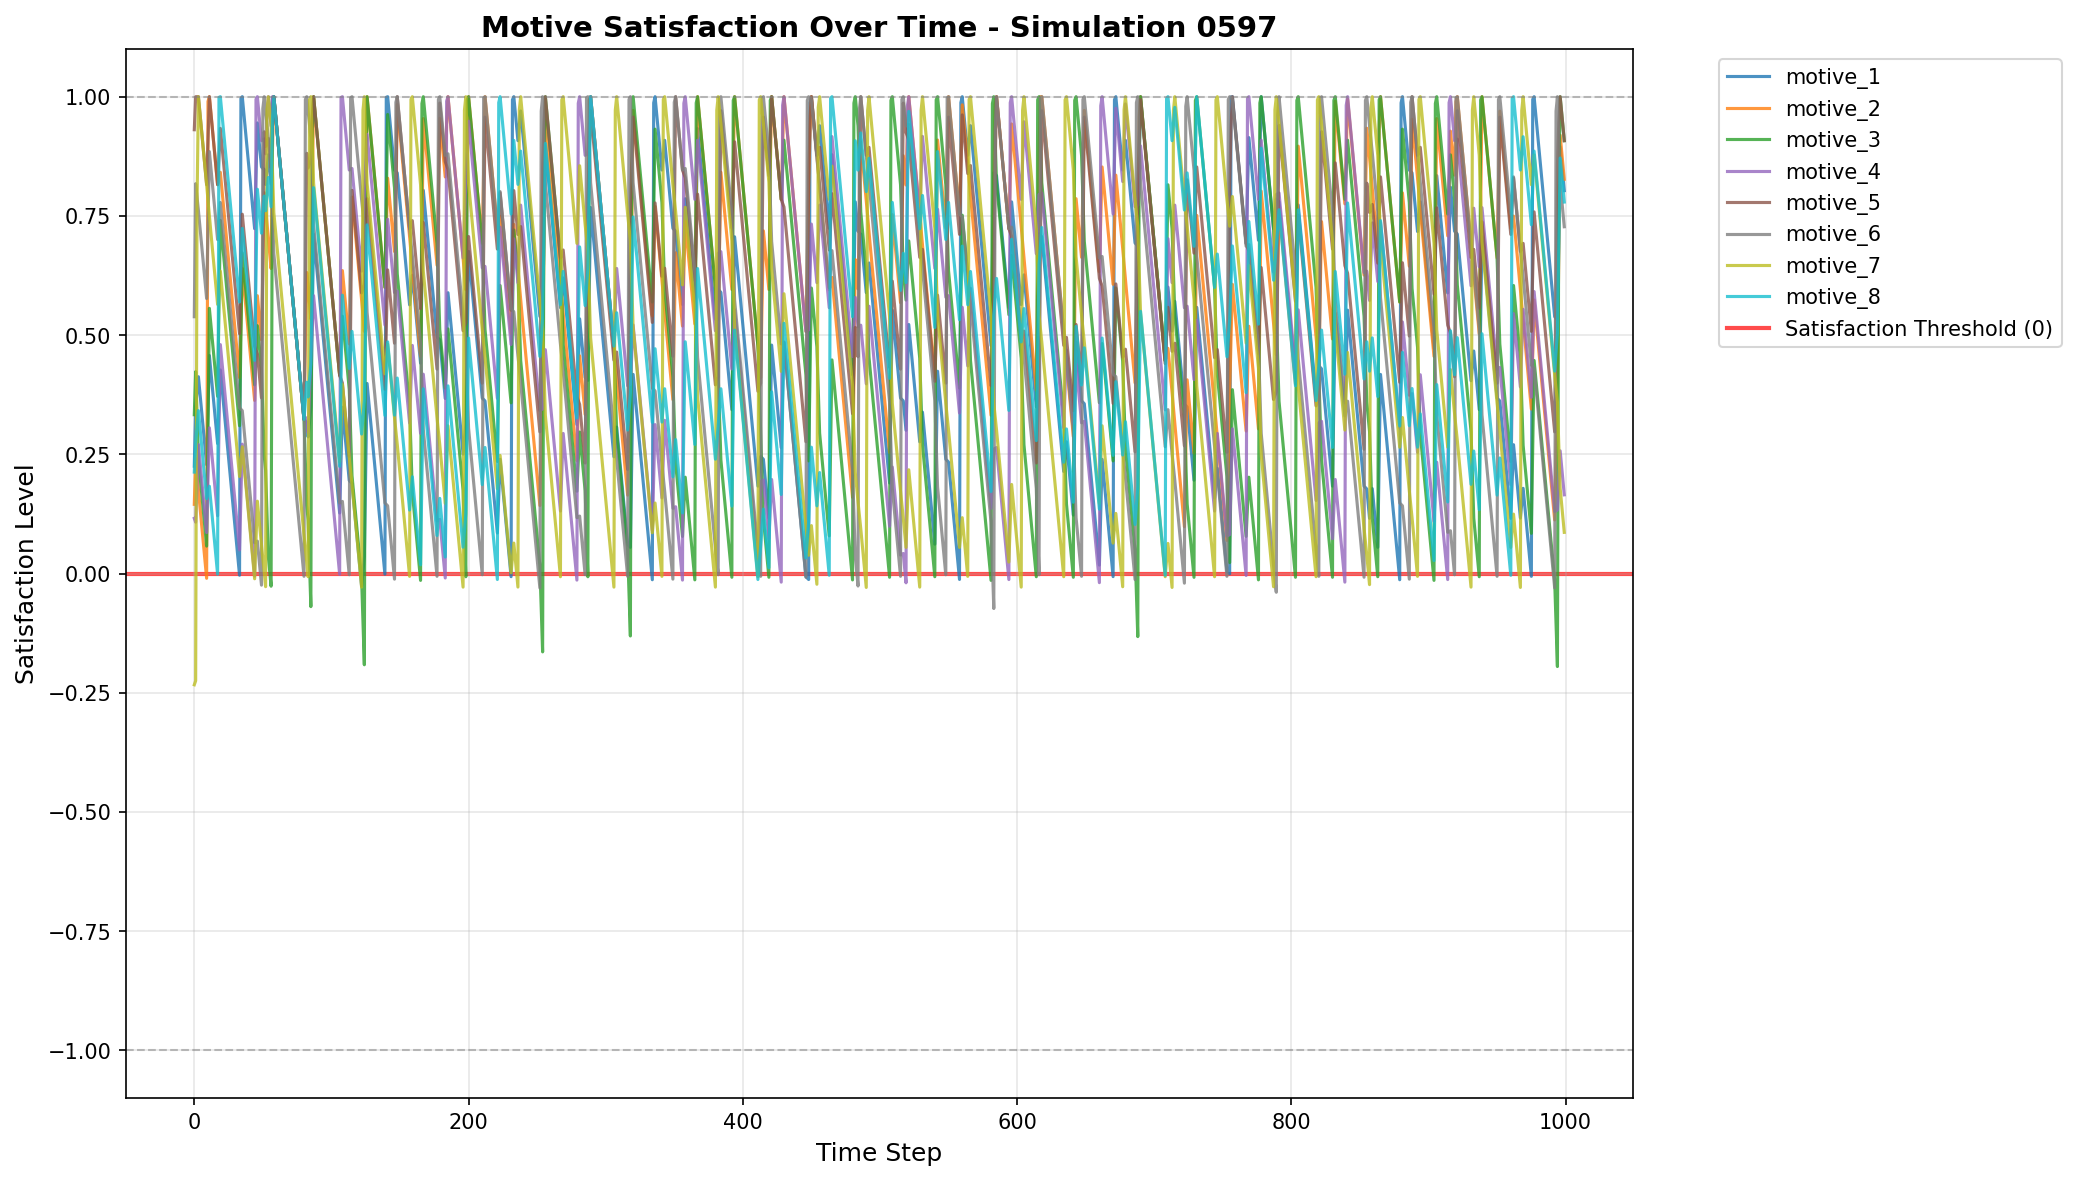 Motive Satisfaction Over Time - Simulation 0597
Satisfaction Level
1.00
0.75
0.50
0.25
0.00
−0.25
−0.50
−0.75
−1.00
0
200
400
600
800
1000
Time Step
motive_1
motive_2
motive_3
motive_4
motive_5
motive_6
motive_7
motive_8
Satisfaction Threshold (0)